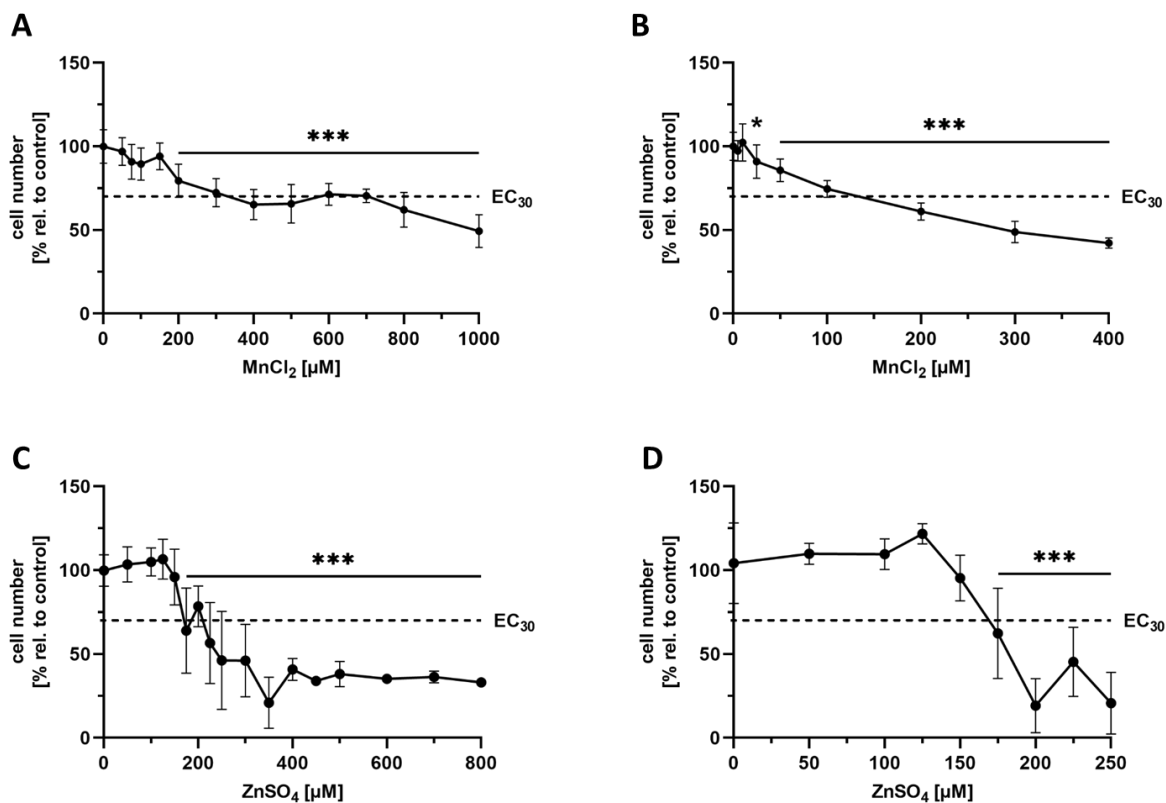 A
150
100
50
0
cell number
[% rel. to control]
***
EC₃₀
0 200 400 600 800 1000
MnCl₂ [µM]
B
150
100
50
0
cell number
[% rel. to control]
*
***
EC₃₀
0 100 200 300 400
MnCl₂ [µM]
C
150
100
50
0
cell number
[% rel. to control]
***
EC₃₀
0 200 400 600 800
ZnSO₄ [µM]
D
150
100
50
0
cell number
[% rel. to control]
***
EC₃₀
0 50 100 150 200 250
ZnSO₄ [µM]